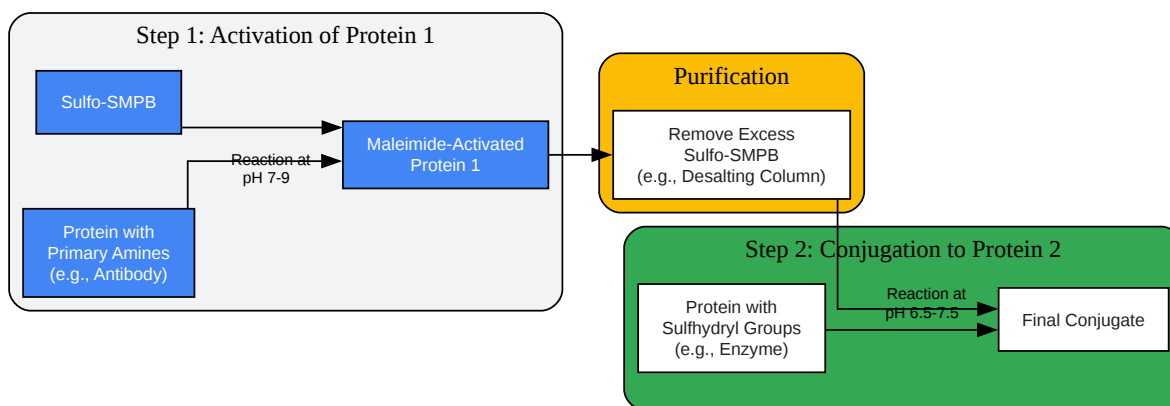 Step 1: Activation of Protein 1
Sulfo-SMPB
Maleimide-Activated
Protein 1
Reaction at
pH 7-9
Protein with
Primary Amines
(e.g., Antibody)
Purification
Remove Excess
Sulfo-SMPB
(e.g., Desalting Column)
Step 2: Conjugation to Protein 2
Protein with
Sulfhydryl Groups
(e.g., Enzyme)
Reaction at
pH 6.5-7.5
Final Conjugate